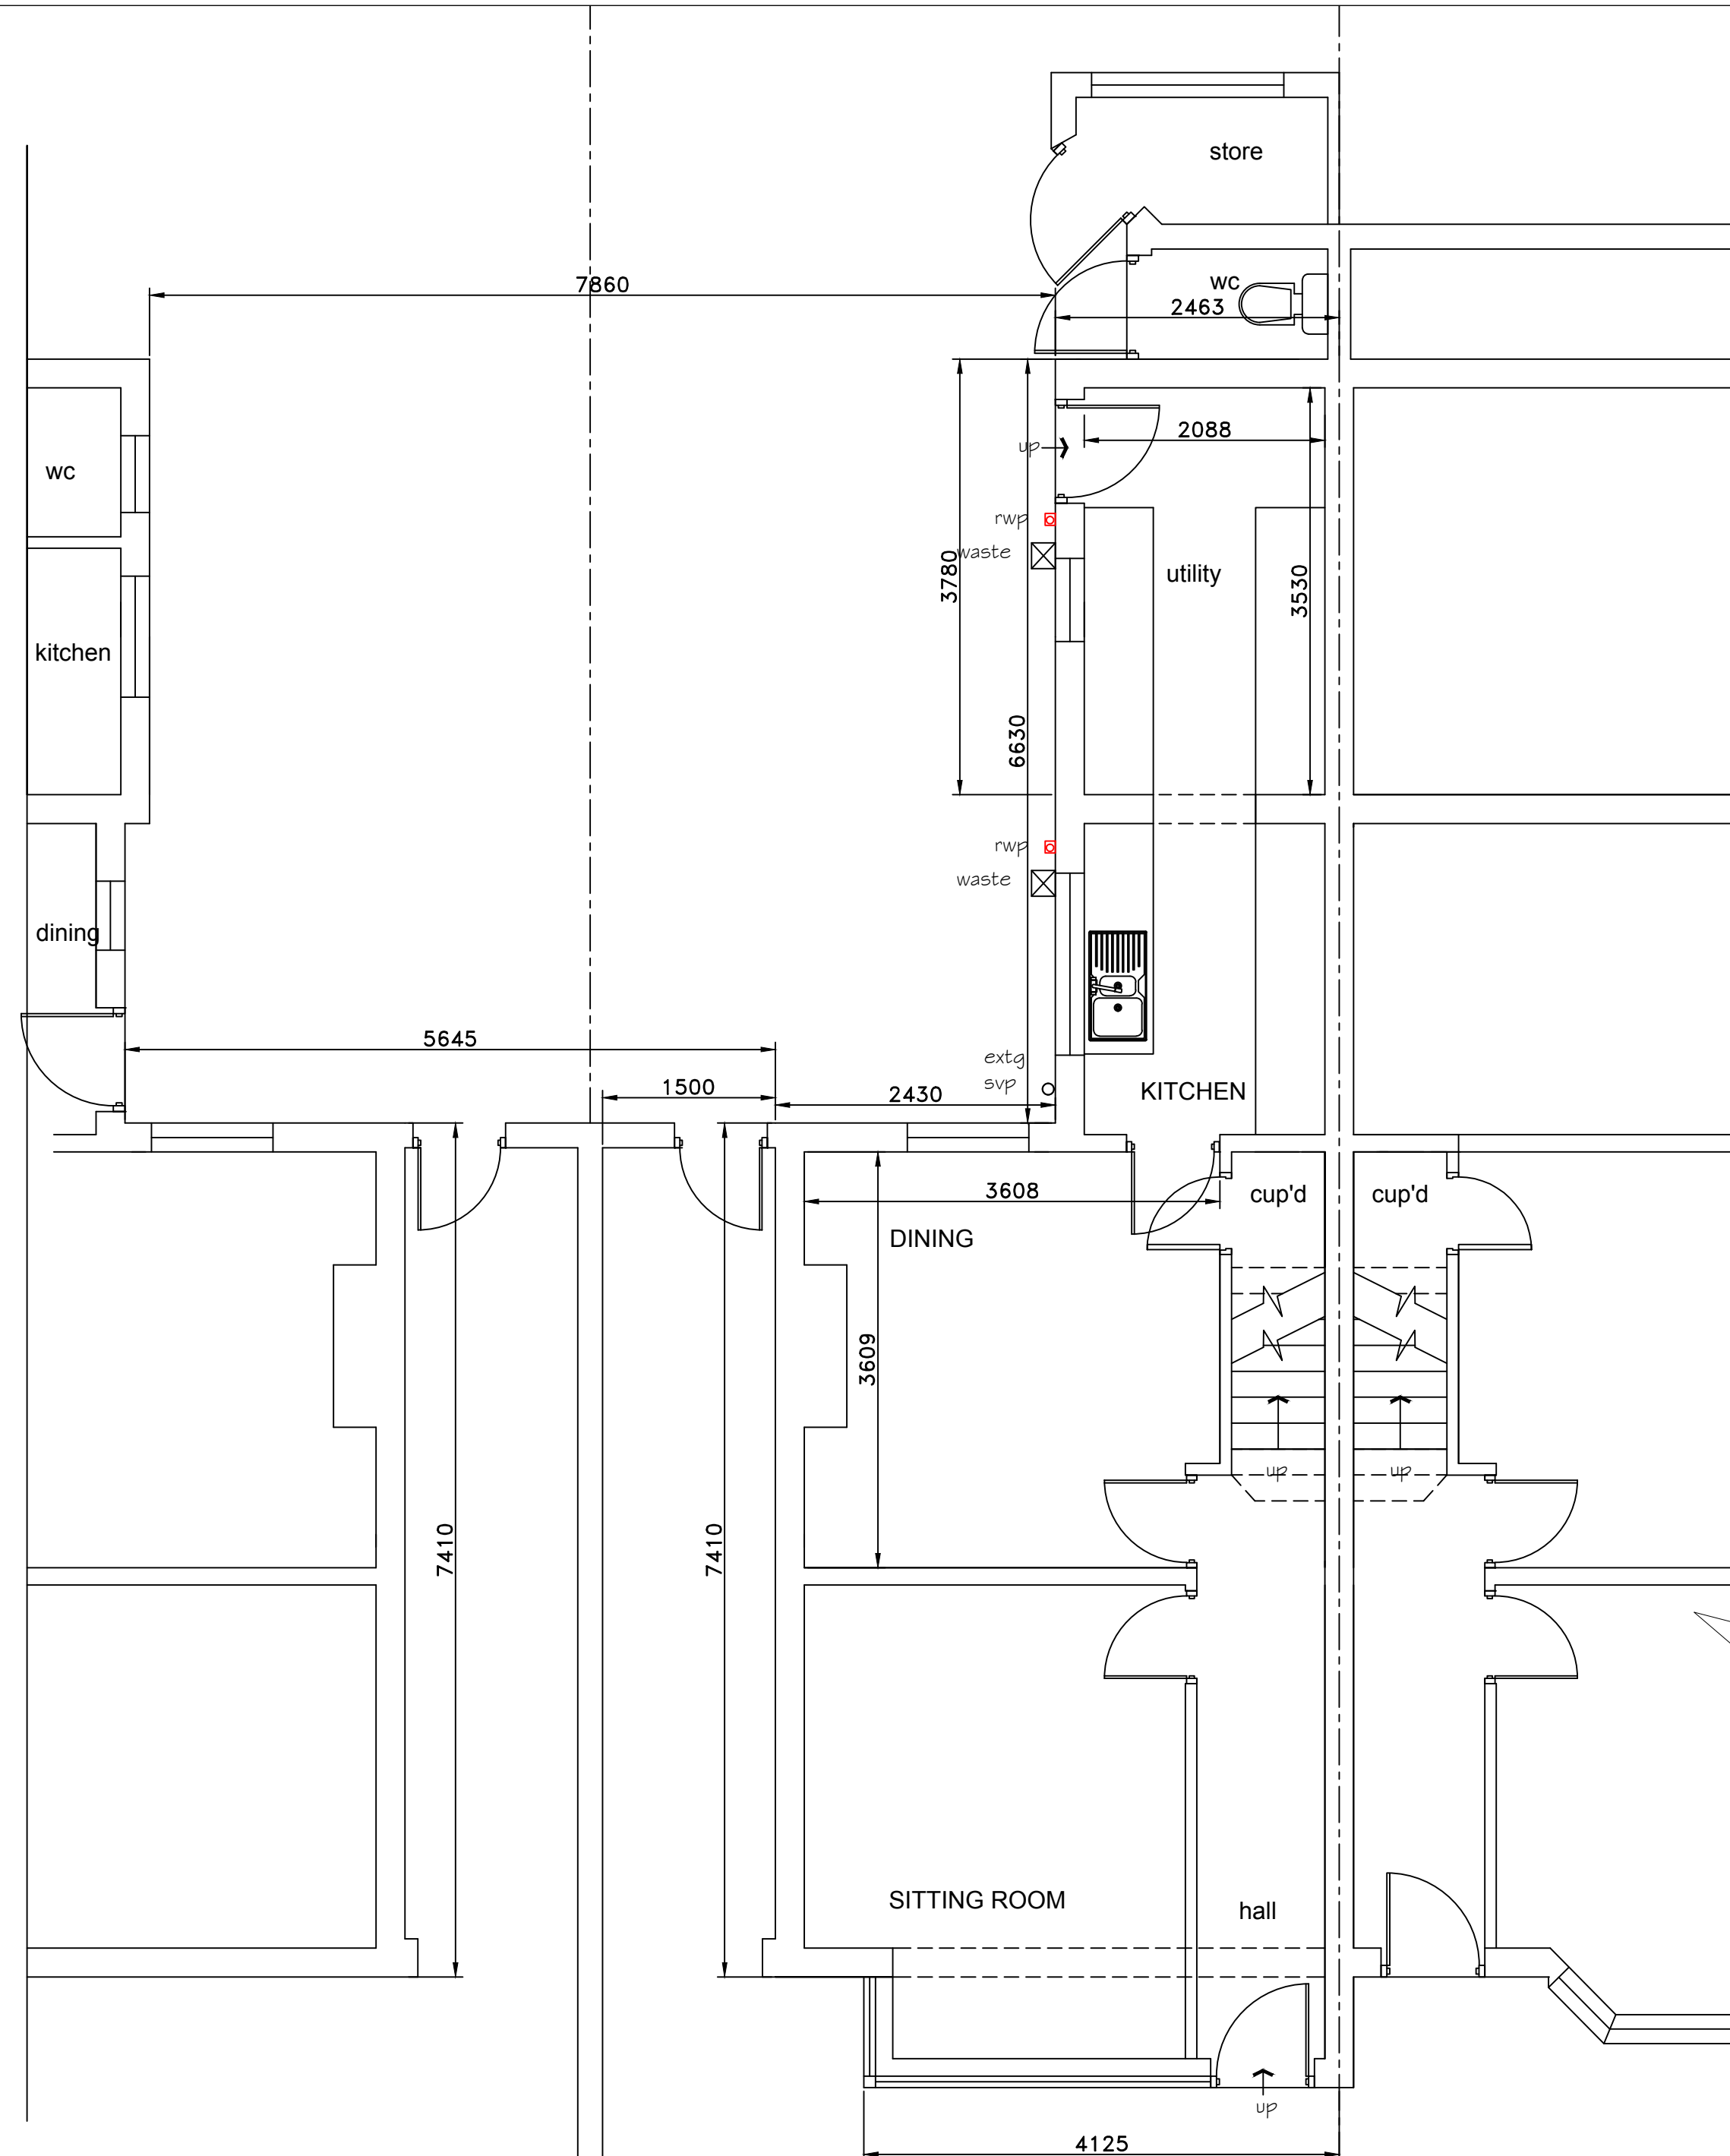 store
7860
wc
2463
2088
up
wc
rwp
waste
3780
utility
3530
kitchen
6630
rwp
waste
dining
5645
extg
svp
1500
2430
KITCHEN
3608
cup'd
cup'd
DINING
3609
up
up
7410
7410
SITTING ROOM
hall
up
4125